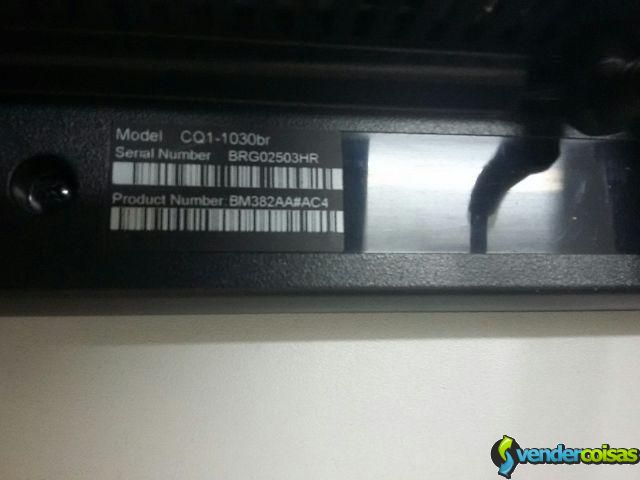 Model CQ1-1030br
Serial Number BRG02503HR
Product Number: BM382AA#AC4
vendercoisas